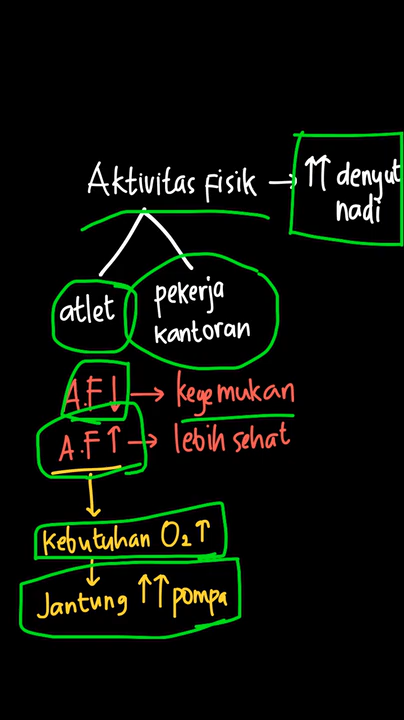 Aktivitas fisik → ↑↑ denyut
nadi
atlet
pekerja
kantoran
A.F↓ → kegemukan
A.F↑ → lebih sehat
Kebutuhan O₂↑
Jantung ↑↑ pompa